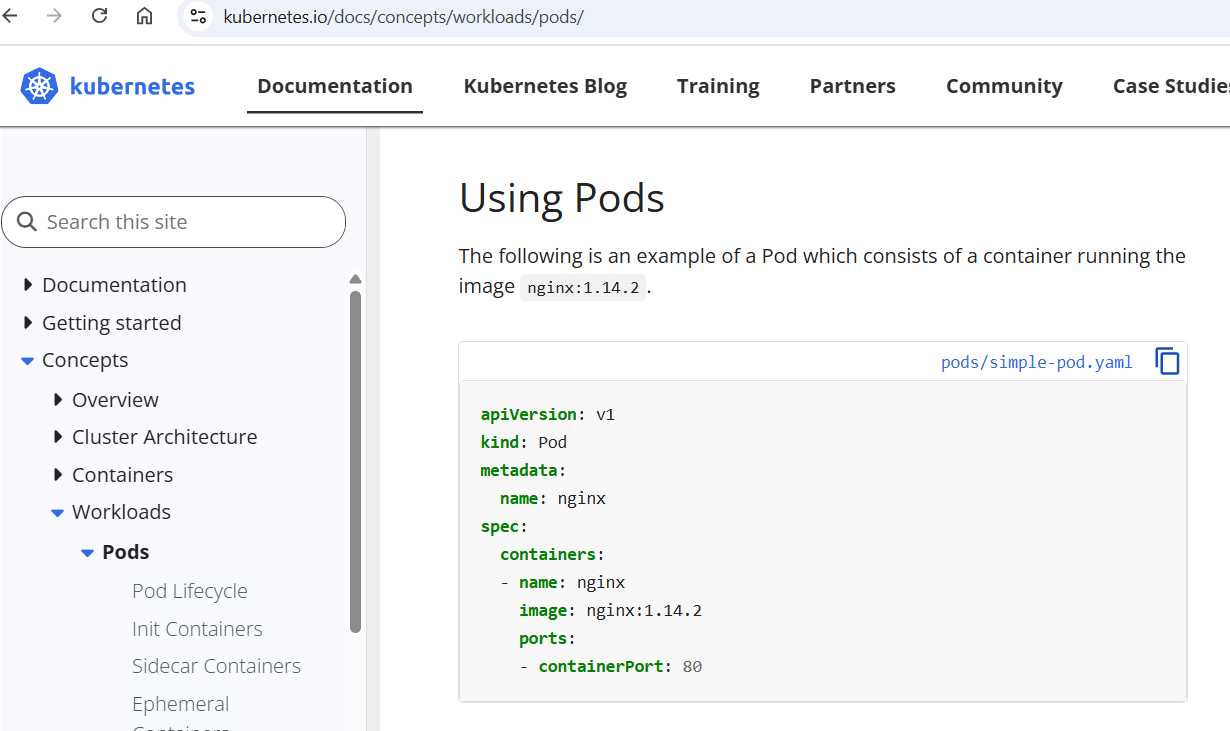 kubernetes.io/docs/concepts/workloads/pods/
kubernetes
Documentation
Kubernetes Blog
Training
Partners
Community
Case Studies
Search this site
Documentation
Getting started
Concepts
Overview
Cluster Architecture
Containers
Workloads
Pods
Pod Lifecycle
Init Containers
Sidecar Containers
Ephemeral
Containers
Using Pods
The following is an example of a Pod which consists of a container running the
image nginx:1.14.2.
pods/simple-pod.yaml
apiVersion: v1
kind: Pod
metadata:
  name: nginx
spec:
  containers:
  - name: nginx
    image: nginx:1.14.2
    ports:
    - containerPort: 80